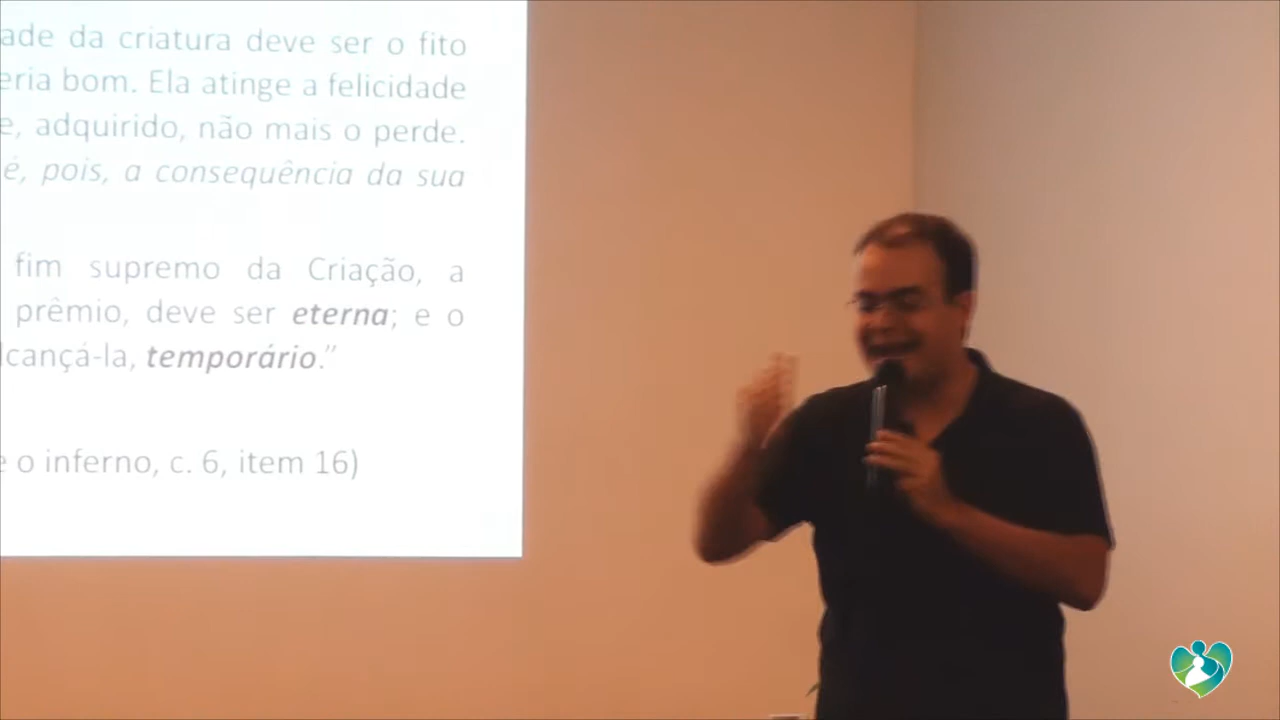 ade da criatura deve ser o fito
eria bom. Ela atinge a felicidade
e, adquirido, não mais o perde.
é, pois, a consequência da sua
fim supremo da Criação, a
prêmio, deve ser eterna; e o
lcançá-la, temporário.”
e o inferno, c. 6, item 16)